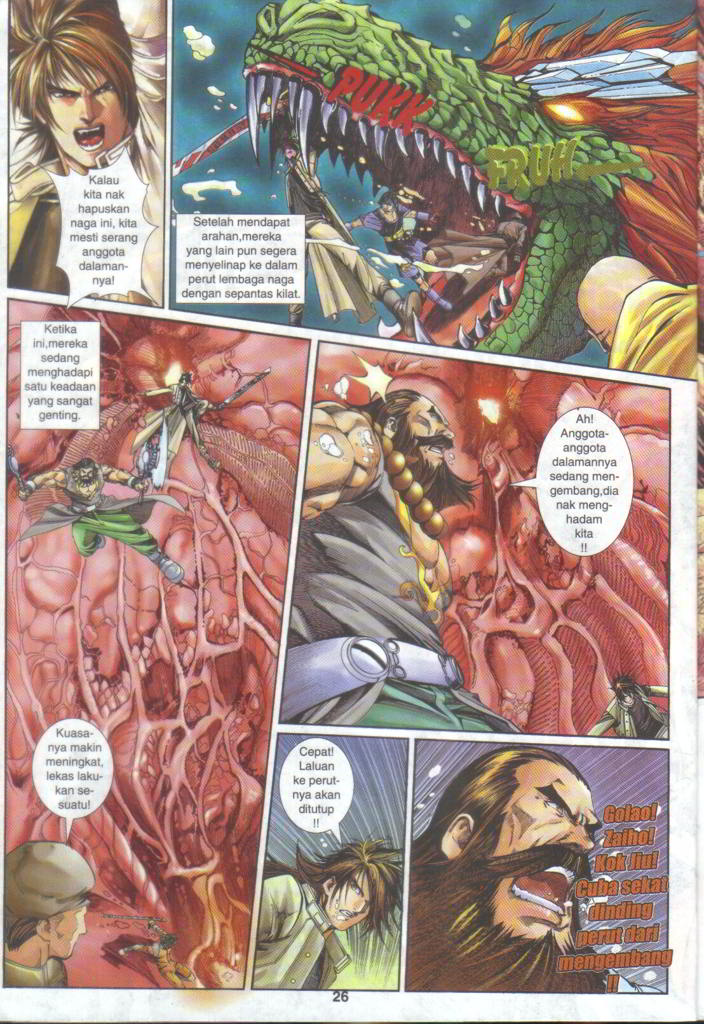 Kalau
kita nak
hapuskan
naga ini, kita
mesti serang
anggota
dalaman-
nya!
PUKK
FRUH
Setelah mendapat
arahan,mereka
yang lain pun segera
menyelinap ke dalam
perut lembaga naga
dengan sepantas kilat.
Ketika
ini,mereka
sedang
menghadapi
satu keadaan
yang sangat
genting.
Ah!
Anggota-
anggota
dalamannya
sedang men-
gembang,dia
nak meng-
hadam
kita
!!
Kuasa-
nya makin
meningkat,
lekas laku-
kan se-
suatu!
Cepat!
Laluan
ke perut-
nya akan
ditutup
!!
Golao!
Zaiho!
Kok Jiu!
Cuba sekat
dinding
perut dari
mengembang
!!
26